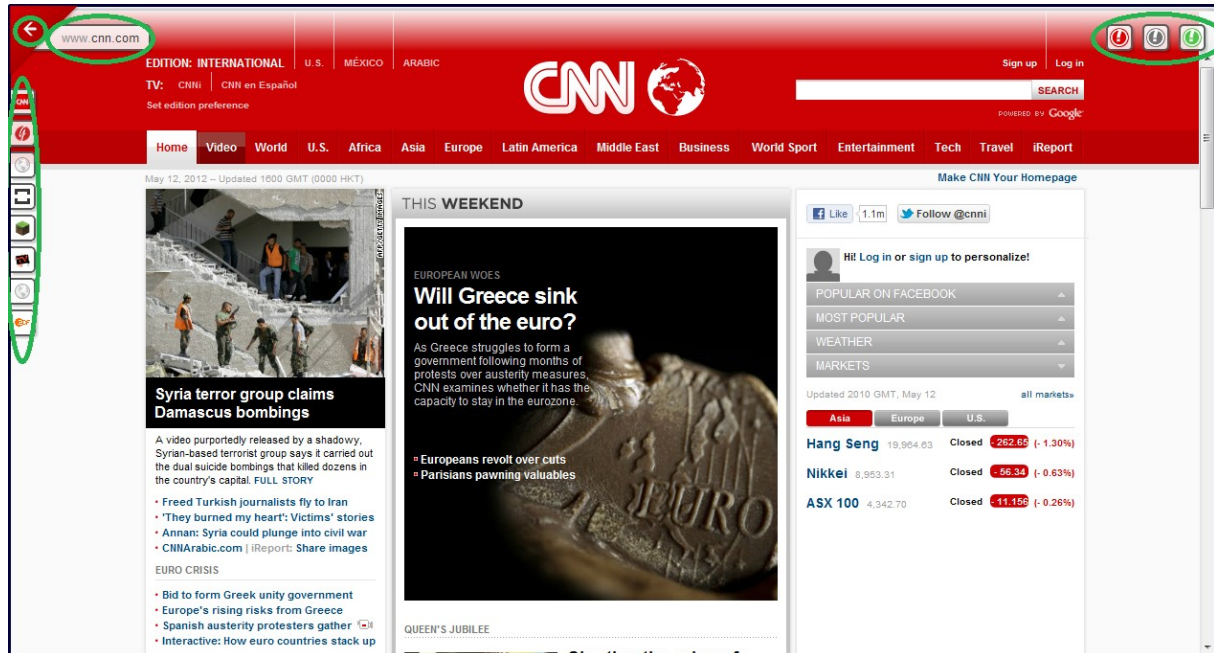 www.cnn.com
EDITION: INTERNATIONAL U.S. MÉXICO ARABIC
TV: CNNi CNN en Español
Set edition preference
CNN
Sign up Log in
SEARCH
POWERED BY Google
Home Video World U.S. Africa Asia Europe Latin America Middle East Business World Sport Entertainment Tech Travel iReport
May 12, 2012 -- Updated 1600 GMT (0000 HKT)
Make CNN Your Homepage
CNN
AFP/GETTY IMAGES
Syria terror group claims
Damascus bombings
A video purportedly released by a shadowy,
Syrian-based terrorist group says it carried out
the dual suicide bombings that killed dozens in
the country's capital. FULL STORY
• Freed Turkish journalists fly to Iran
• 'They burned my heart': Victims' stories
• Annan: Syria could plunge into civil war
• CNNArabic.com | iReport: Share images
EURO CRISIS
• Bid to form Greek unity government
• Europe's rising risks from Greece
• Spanish austerity protesters gather
• Interactive: How euro countries stack up
THIS WEEKEND
EUROPEAN WOES
Will Greece sink
out of the euro?
As Greece struggles to form a
government following months of
protests over austerity measures,
CNN examines whether it has the
capacity to stay in the eurozone.
Europeans revolt over cuts
Parisians pawning valuables
EURO
QUEEN'S JUBILEE
Like 1.1m Follow @cnni
Hi! Log in or sign up to personalize!
POPULAR ON FACEBOOK
MOST POPULAR
WEATHER
MARKETS
Updated 2010 GMT, May 12 all markets»
Asia Europe U.S.
Hang Seng 19,964.63 Closed -262.65 (- 1.30%)
Nikkei 8,953.31 Closed -56.34 (- 0.63%)
ASX 100 4,342.70 Closed -11.156 (- 0.26%)